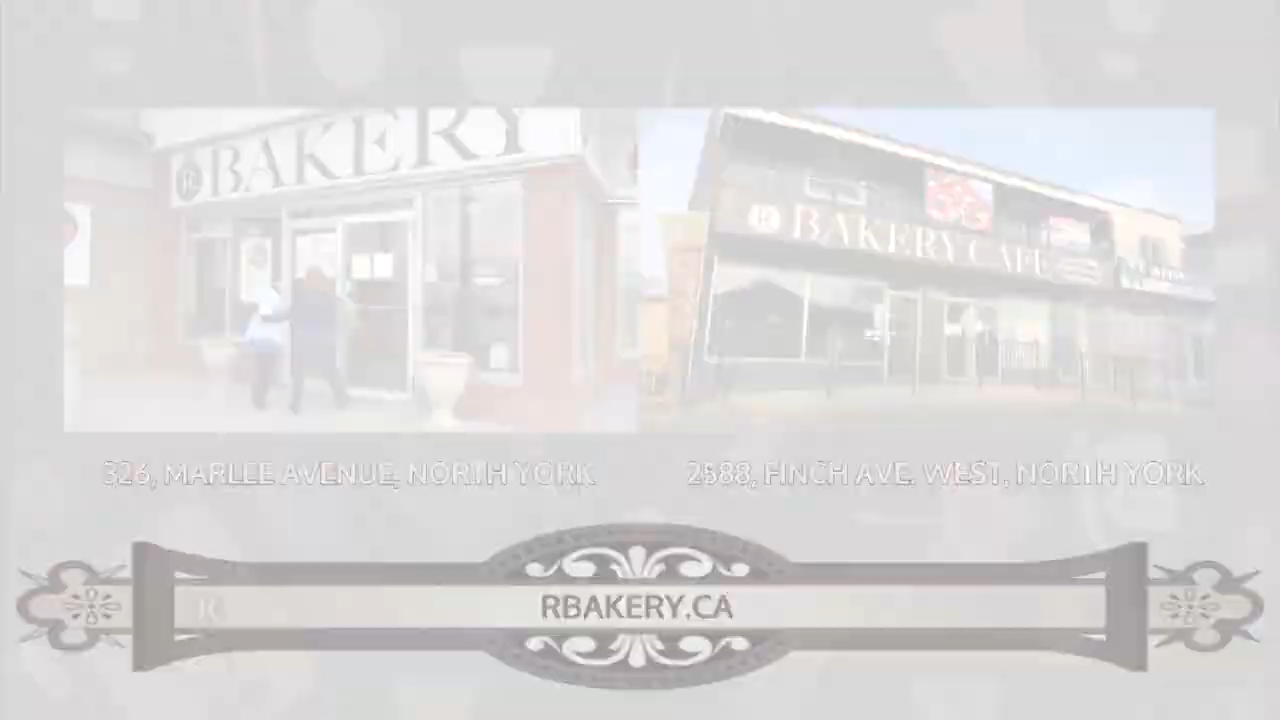 R BAKERY
R BAKERY CAFE
326, MARLEE AVENUE, NORTH YORK
2588, FINCH AVE. WEST, NORTH YORK
R
RBAKERY.CA